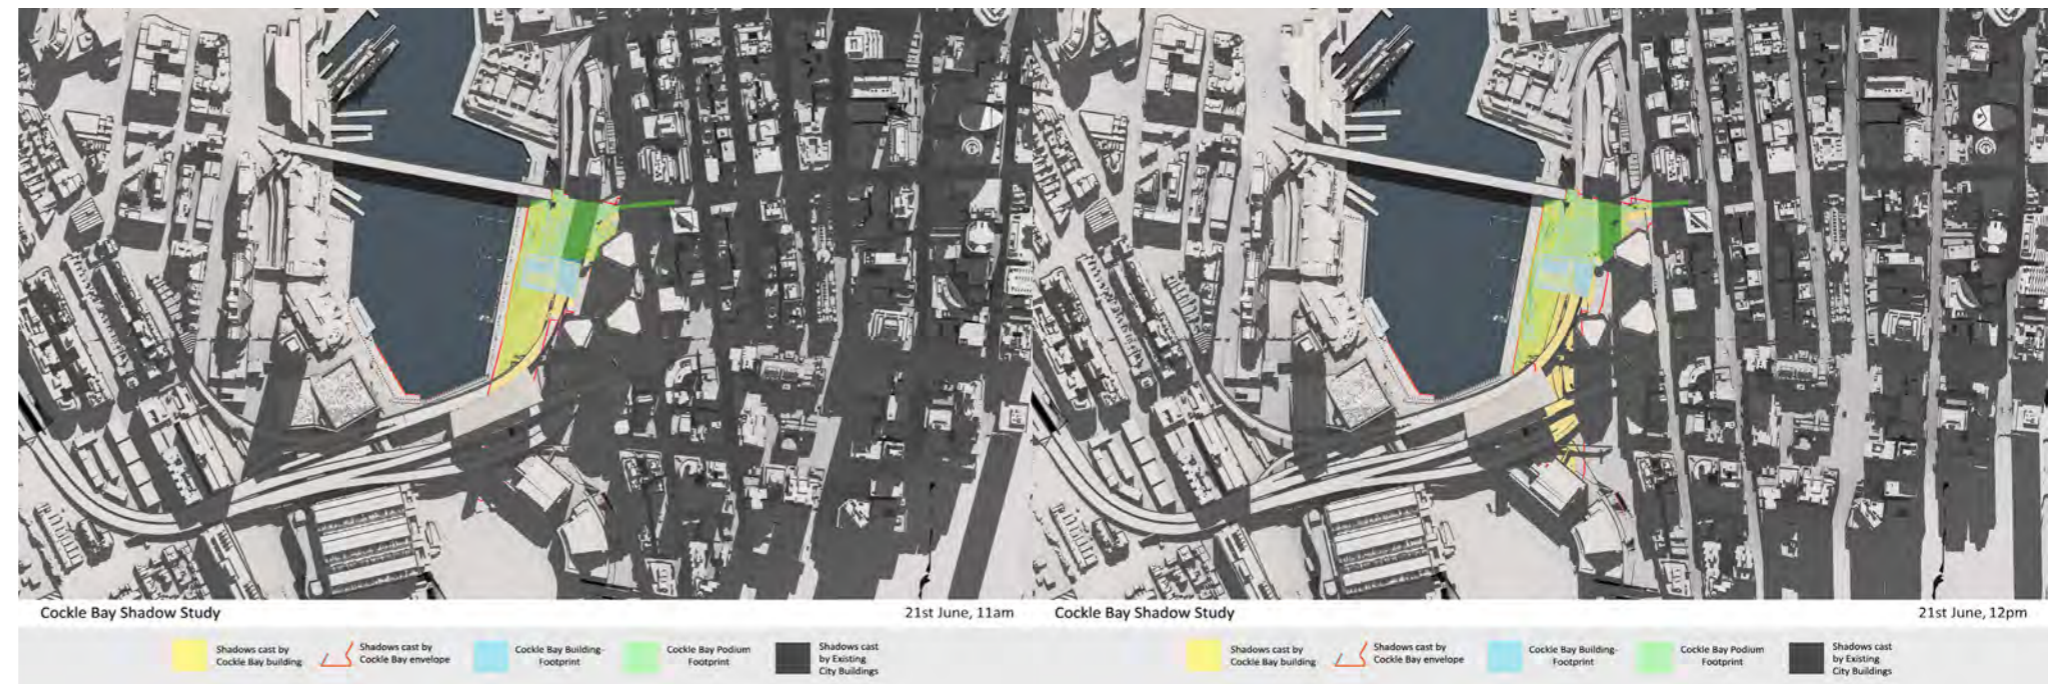 Cockle Bay Shadow Study
21st June, 11am
Shadows cast by
Cockle Bay building
Shadows cast by
Cockle Bay envelope
Cockle Bay Building-
Footprint
Cockle Bay Podium
Footprint
Shadows cast
by Existing
City Buildings
Cockle Bay Shadow Study
21st June, 12pm
Shadows cast by
Cockle Bay building
Shadows cast by
Cockle Bay envelope
Cockle Bay Building-
Footprint
Cockle Bay Podium
Footprint
Shadows cast
by Existing
City Buildings